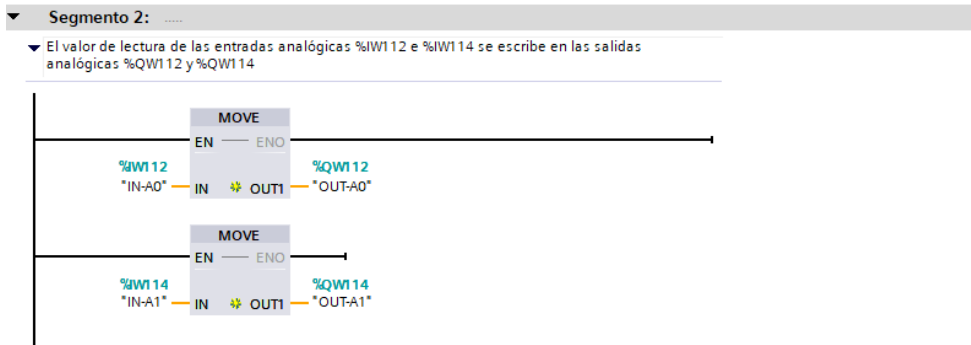 Segmento 2: .....
El valor de lectura de las entradas analógicas %IW112 e %IW114 se escribe en las salidas
analógicas %QW112 y %QW114
MOVE
EN ENO
%IW112 %QW112
"IN-A0" IN OUT1 "OUT-A0"
MOVE
EN ENO
%IW114 %QW114
"IN-A1" IN OUT1 "OUT-A1"